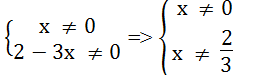 { x ≠ 0
2 − 3x ≠ 0 => { x ≠ 0
x ≠ 2/3